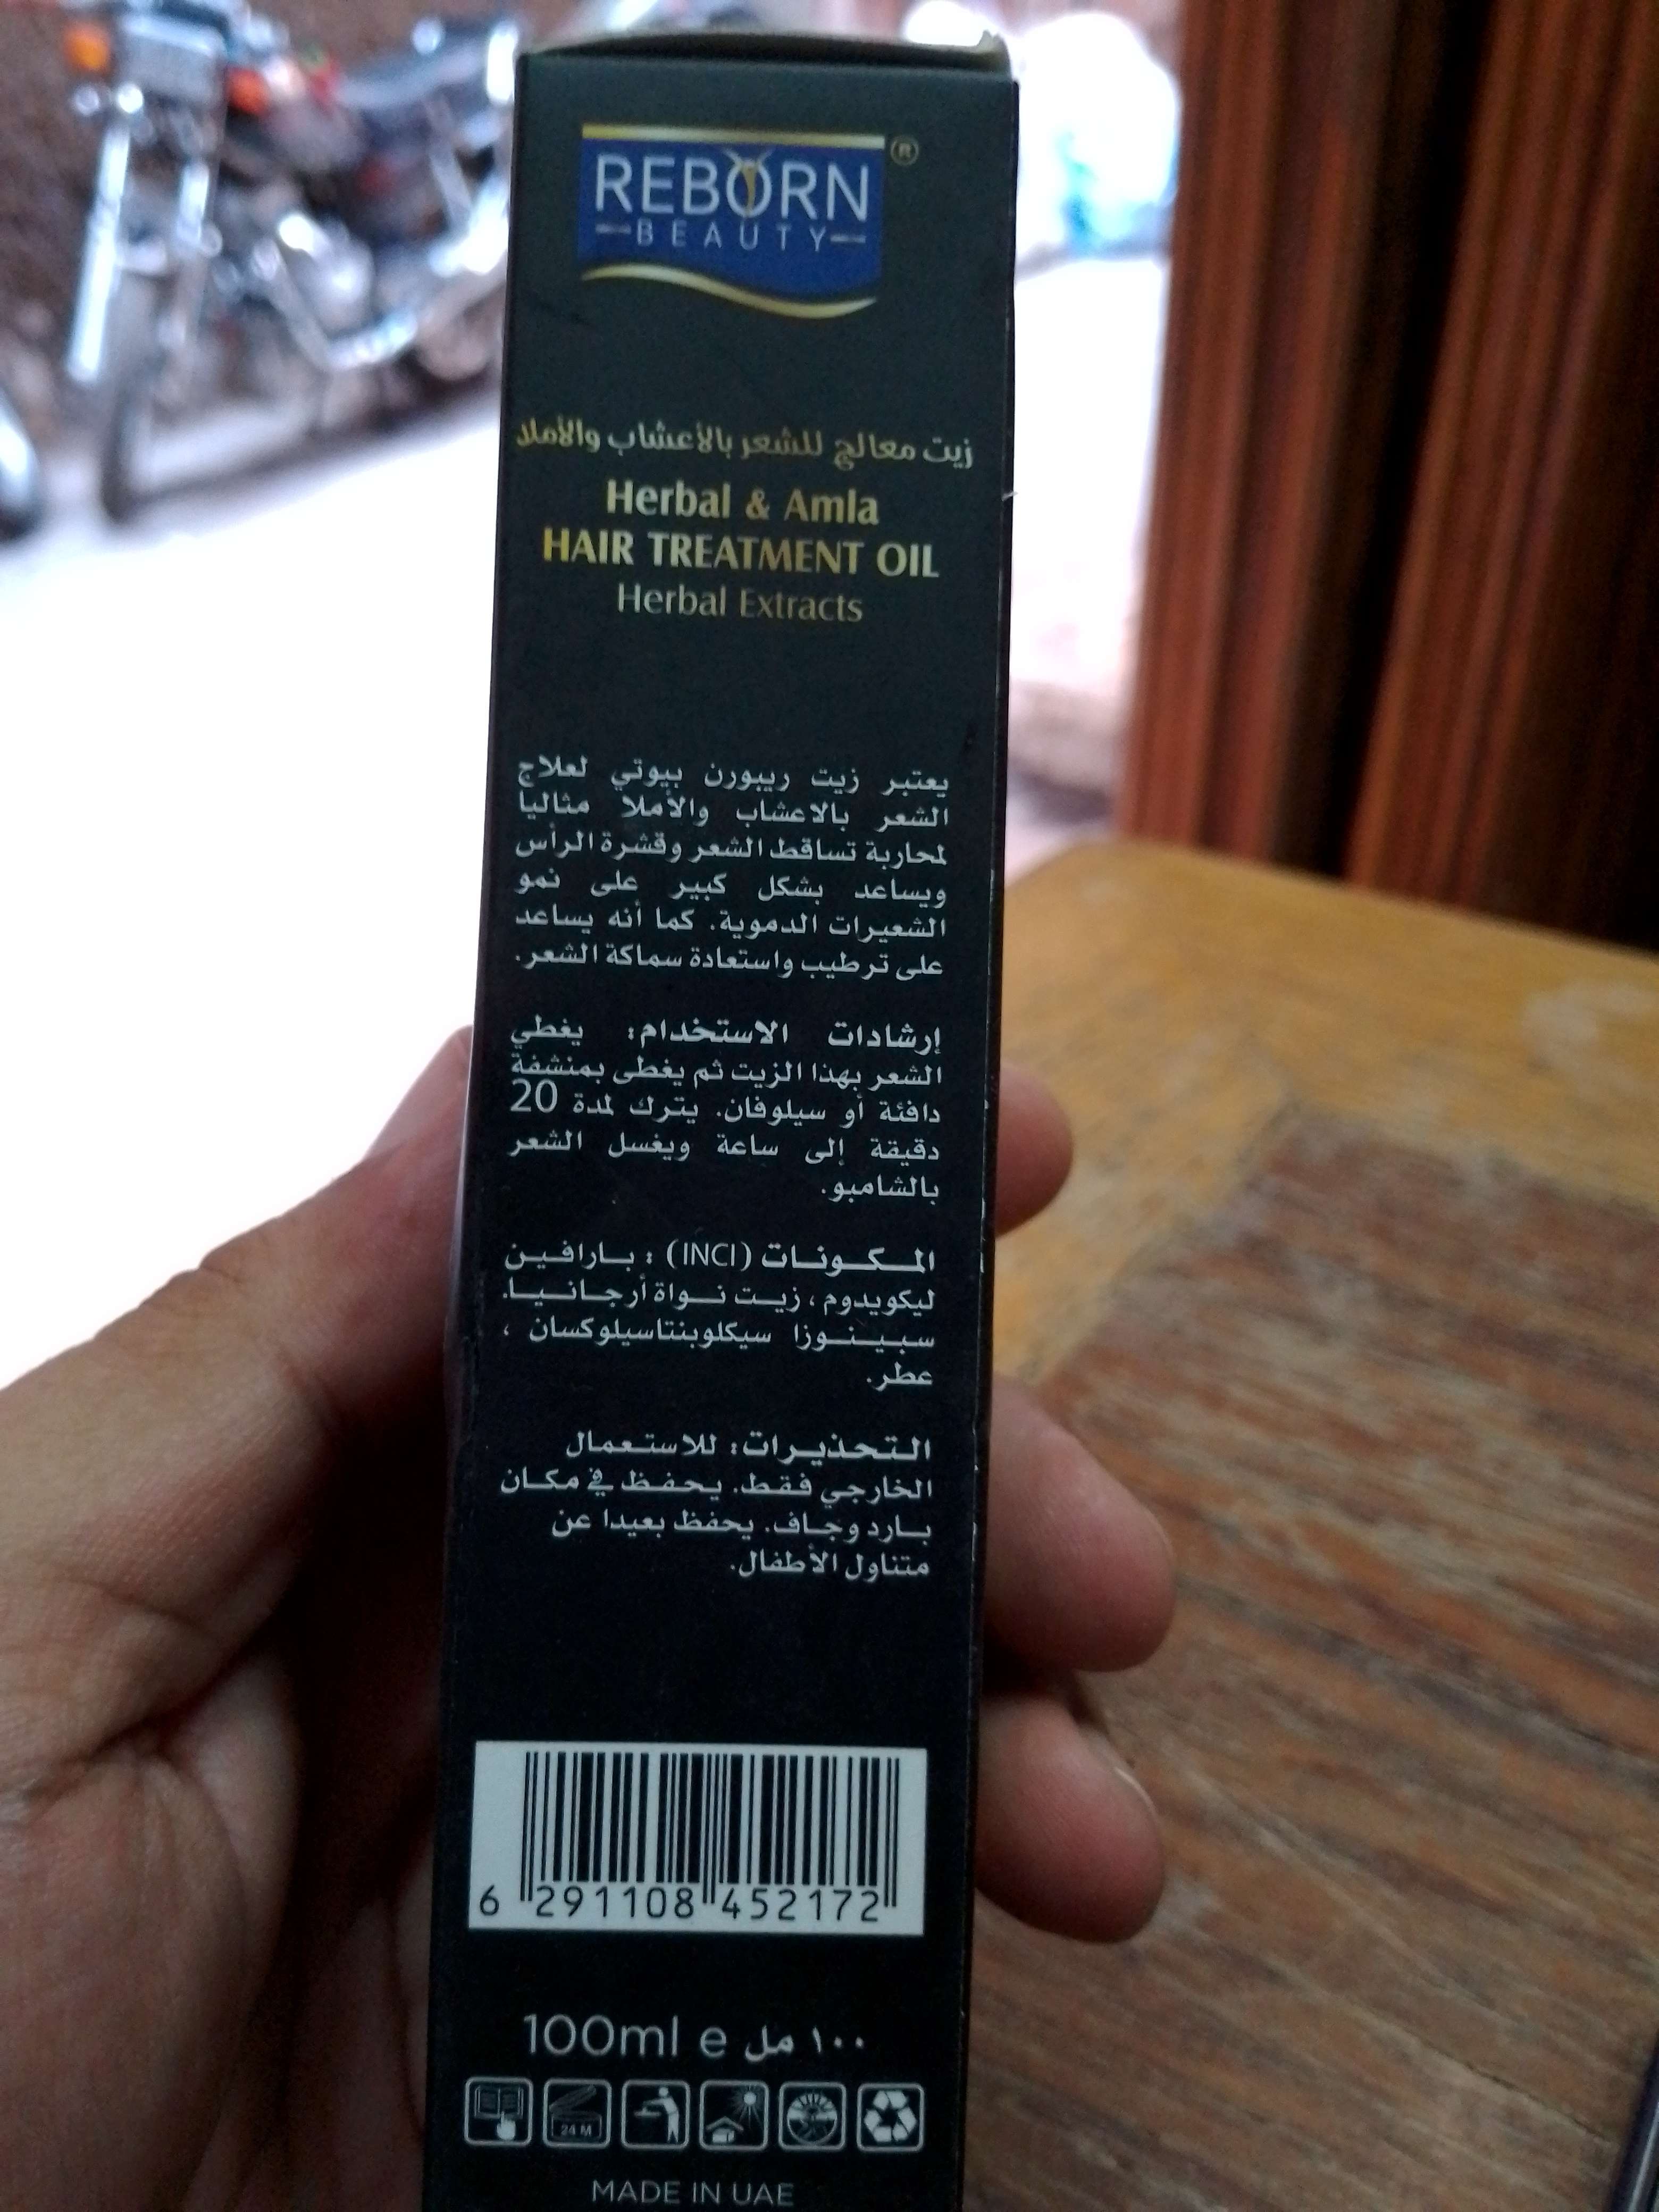 REBORN
BEAUTY
®
زيت معالج للشعر بالأعشاب والأملا
Herbal & Amla
HAIR TREATMENT OIL
Herbal Extracts
يعتبر زيت ريبورن بيوتي لعلاج
الشعر بالاعشاب والأملا مثاليا
لمحاربة تساقط الشعر وقشرة الرأس
ويساعد بشكل كبير على نمو
الشعيرات الدموية. كما أنه يساعد
على ترطيب واستعادة سماكة الشعر.
إرشادات الاستخدام: يغطي
الشعر بهذا الزيت ثم يغطى بمنشفة
دافئة أو سيلوفان. يترك لمدة 20
دقيقة إلى ساعة ويغسل الشعر
بالشامبو.
المكونات (INCI) : بارافين
ليكويدوم ، زيت نواة أرجانيا.
سبينوزا سيكلوبنتاسيلوكسان ،
عطر.
التحذيرات: للاستعمال
الخارجي فقط. يحفظ في مكان
بارد وجاف. يحفظ بعيدا عن
متناول الأطفال.
6 291108 452172
100ml e ١٠٠ مل
24 M
MADE IN UAE